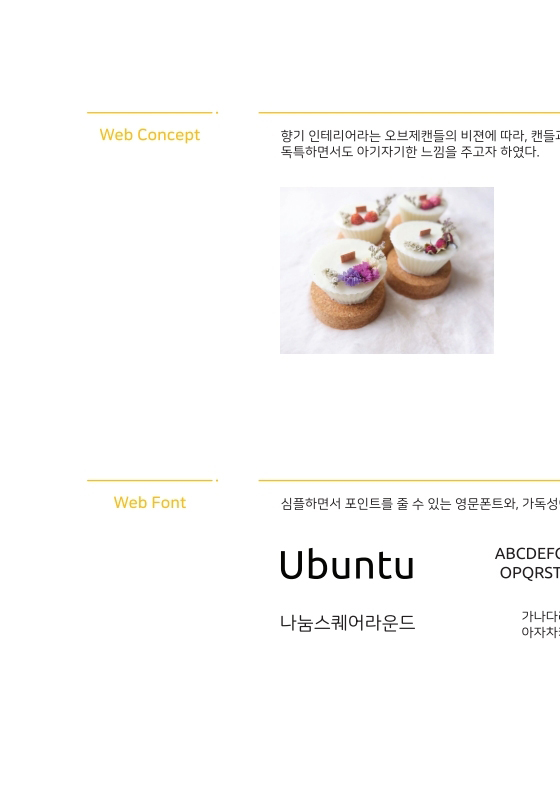 Web Concept
향기 인테리어라는 오브제캔들의 비젼에 따라, 캔들
독특하면서도 아기자기한 느낌을 주고자 하였다.
Web Font
심플하면서 포인트를 줄 수 있는 영문폰트와, 가독성
Ubuntu
ABCDEF
OPQRST
나눔스퀘어라운드
가나다
아자차